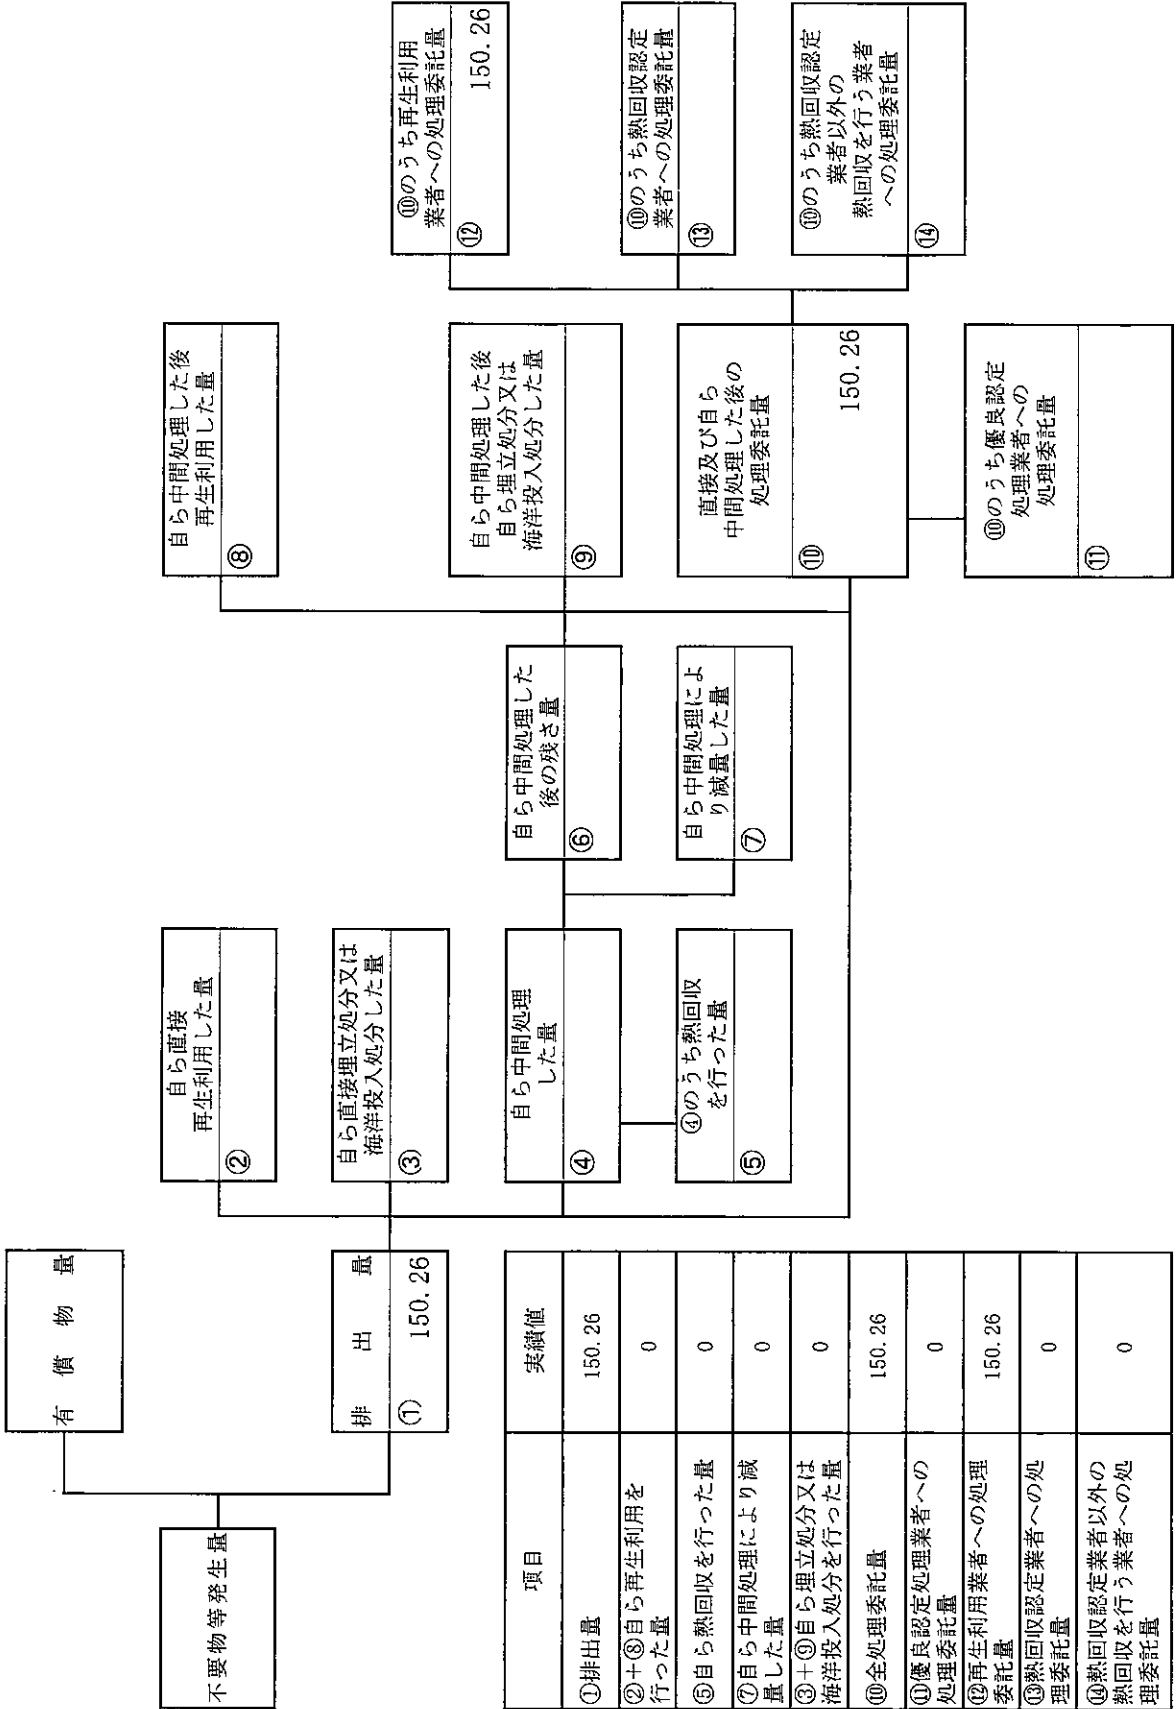 不要物等発生量
有償物量
排出量
① 150.26
自ら直接
再生利用した量
②
自ら直接埋立処分又は
海洋投入処分した量
③
自ら中間処理
した量
④
④のうち熱回収
を行った量
⑤
自ら中間処理した
後の残さ量
⑥
自ら中間処理によ
り減量した量
⑦
自ら中間処理した後
再生利用した量
⑧
自ら中間処理した後
自ら埋立処分又は
海洋投入処分した量
⑨
直接及び自ら
中間処理した後の
処理委託量
⑩
150.26
⑩のうち優良認定
処理業者への
処理委託量
⑪
⑩のうち再生利用
業者への処理委託量
⑫ 150.26
⑩のうち熱回収認定
業者への処理委託量
⑬
⑩のうち熱回収認定
業者以外の
熱回収を行う業者
への処理委託量
⑭
項目 実績値
①排出量 150.26
②+⑧自ら再生利用を
行った量 0
⑤自ら熱回収を行った量 0
⑦自ら中間処理により減
量した量 0
③+⑨自ら埋立処分又は
海洋投入処分を行った量 0
⑩全処理委託量 150.26
⑪優良認定処理業者への
処理委託量 0
⑫再生利用業者への処理
委託量 150.26
⑬熱回収認定業者への処
理委託量 0
⑭熱回収認定業者以外の
熱回収を行う業者への処
理委託量 0